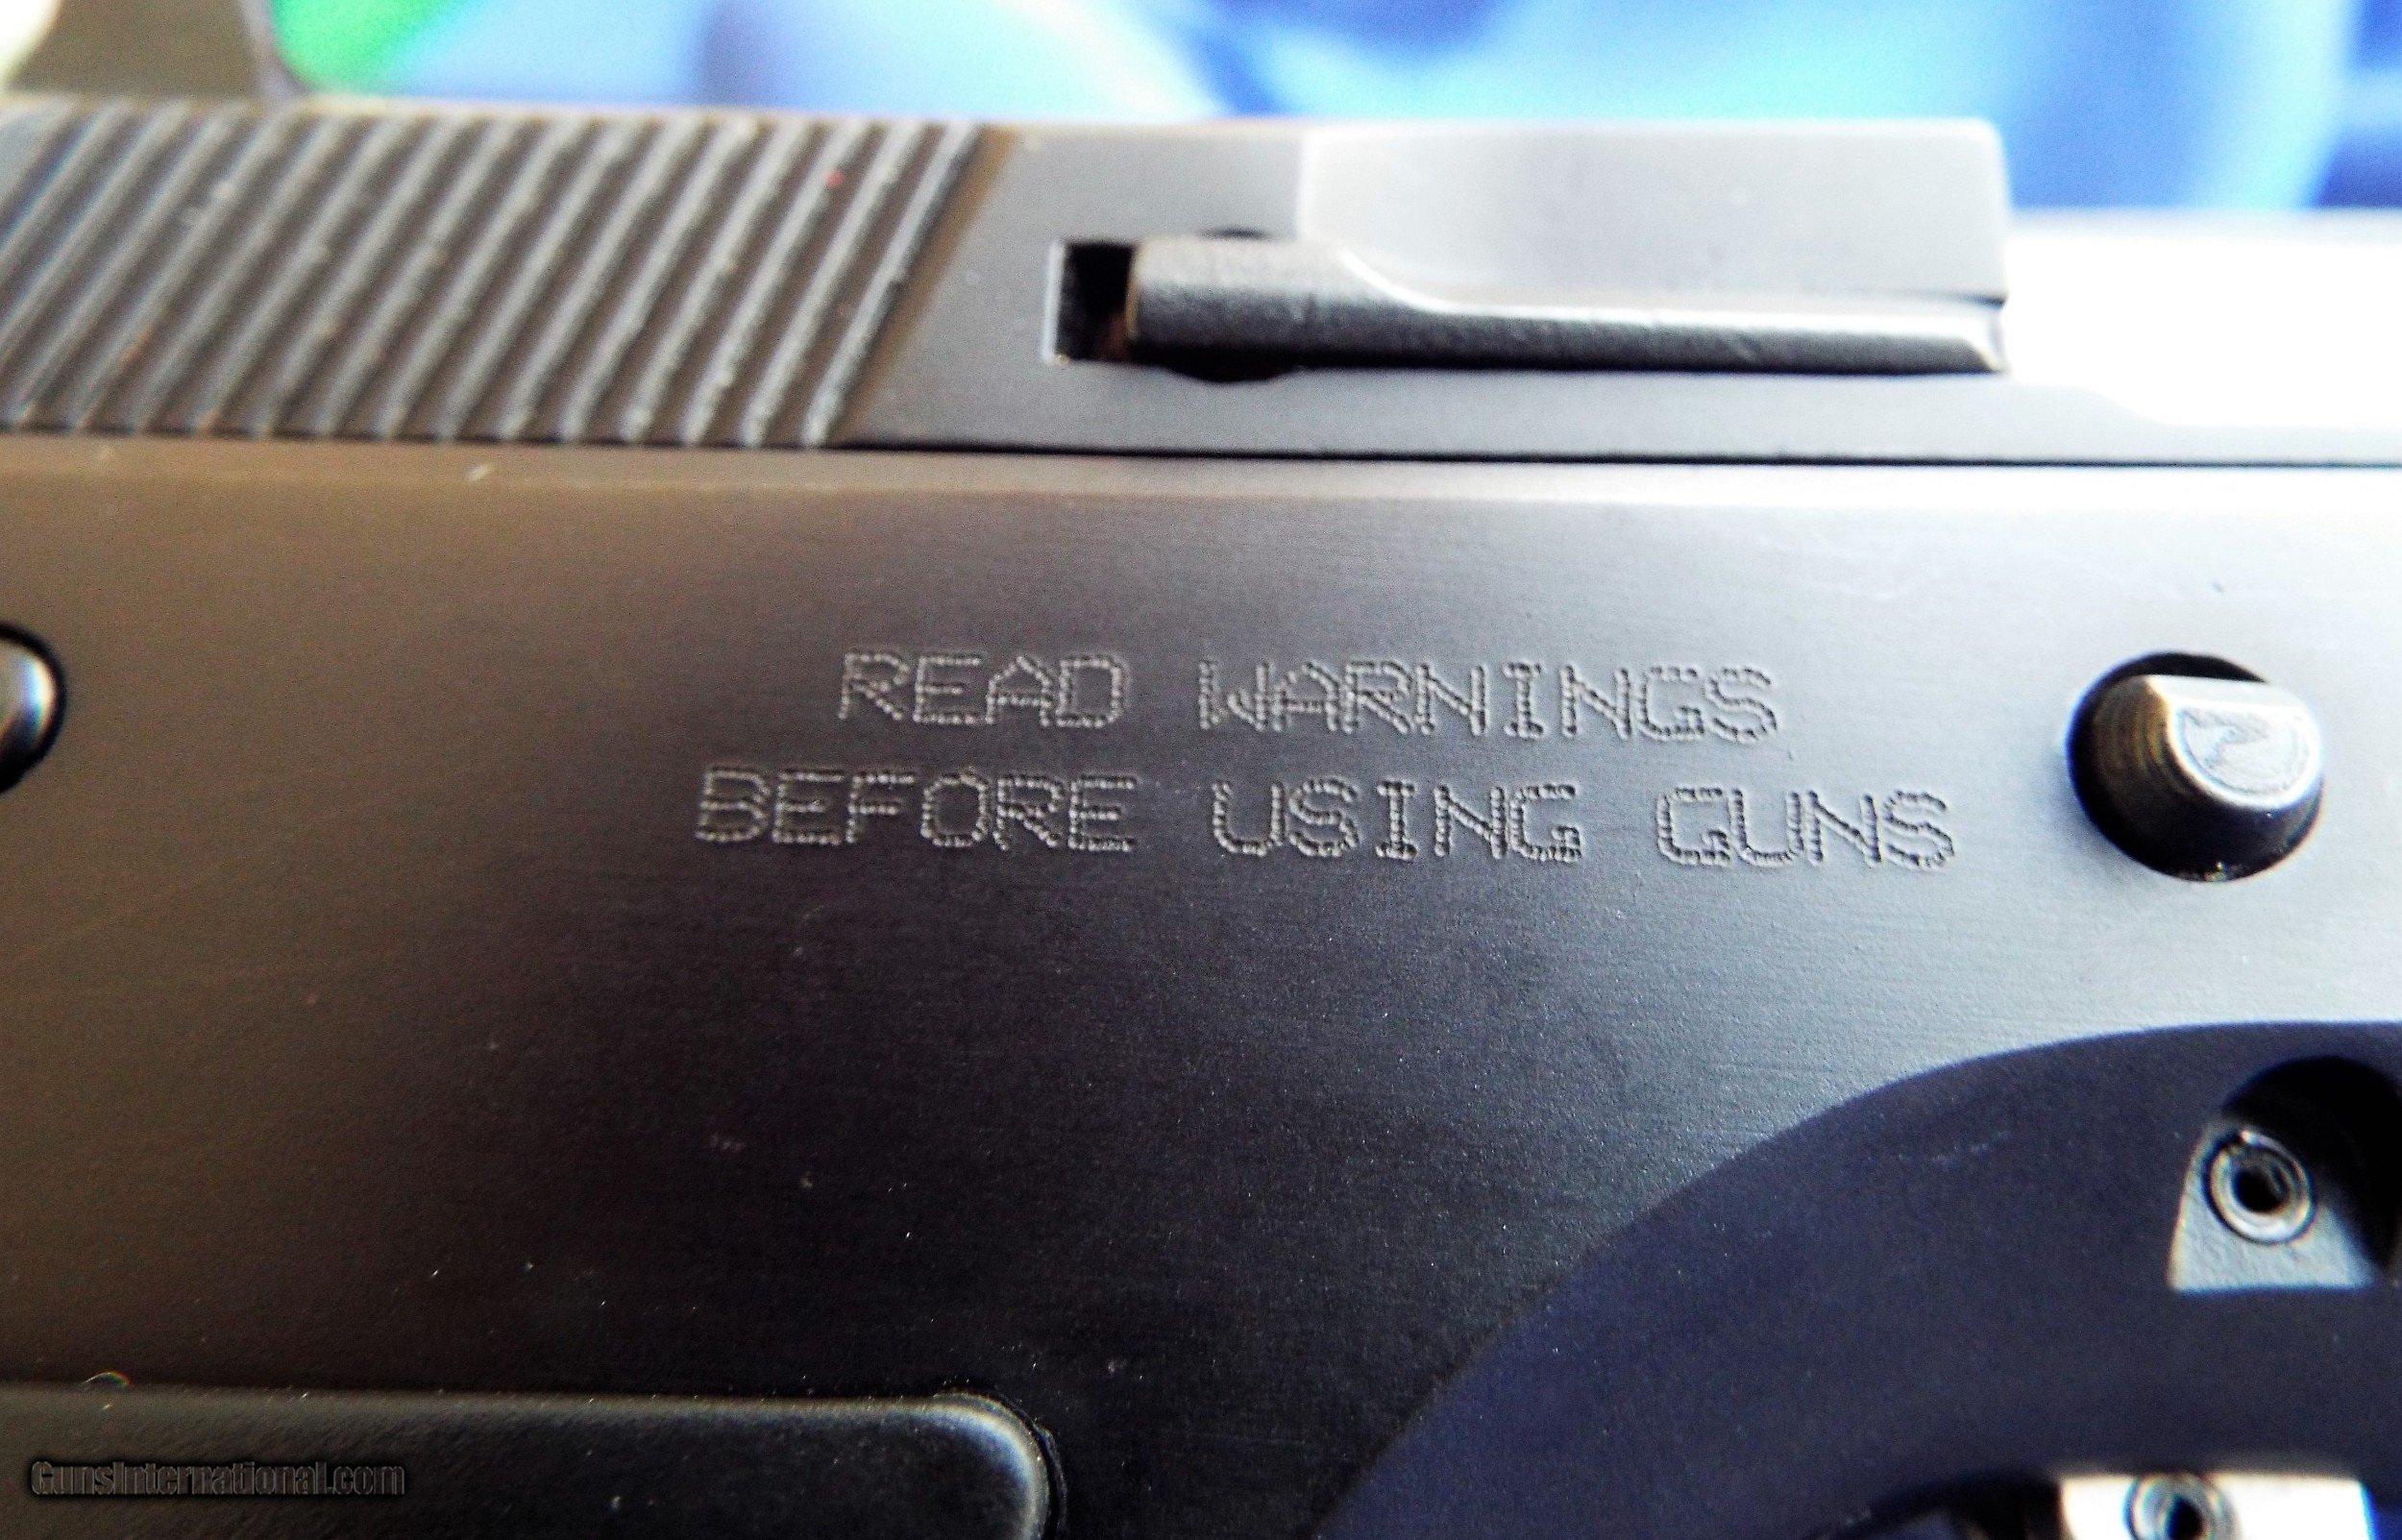 READ WARNINGS
BEFORE USING GUNS
GunsInternational.com